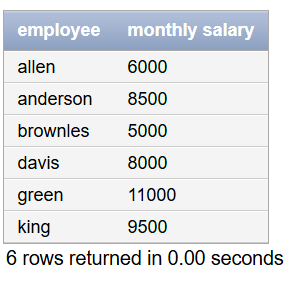 employee monthly salary
allen 6000
anderson 8500
brownles 5000
davis 8000
green 11000
king 9500
6 rows returned in 0.00 seconds